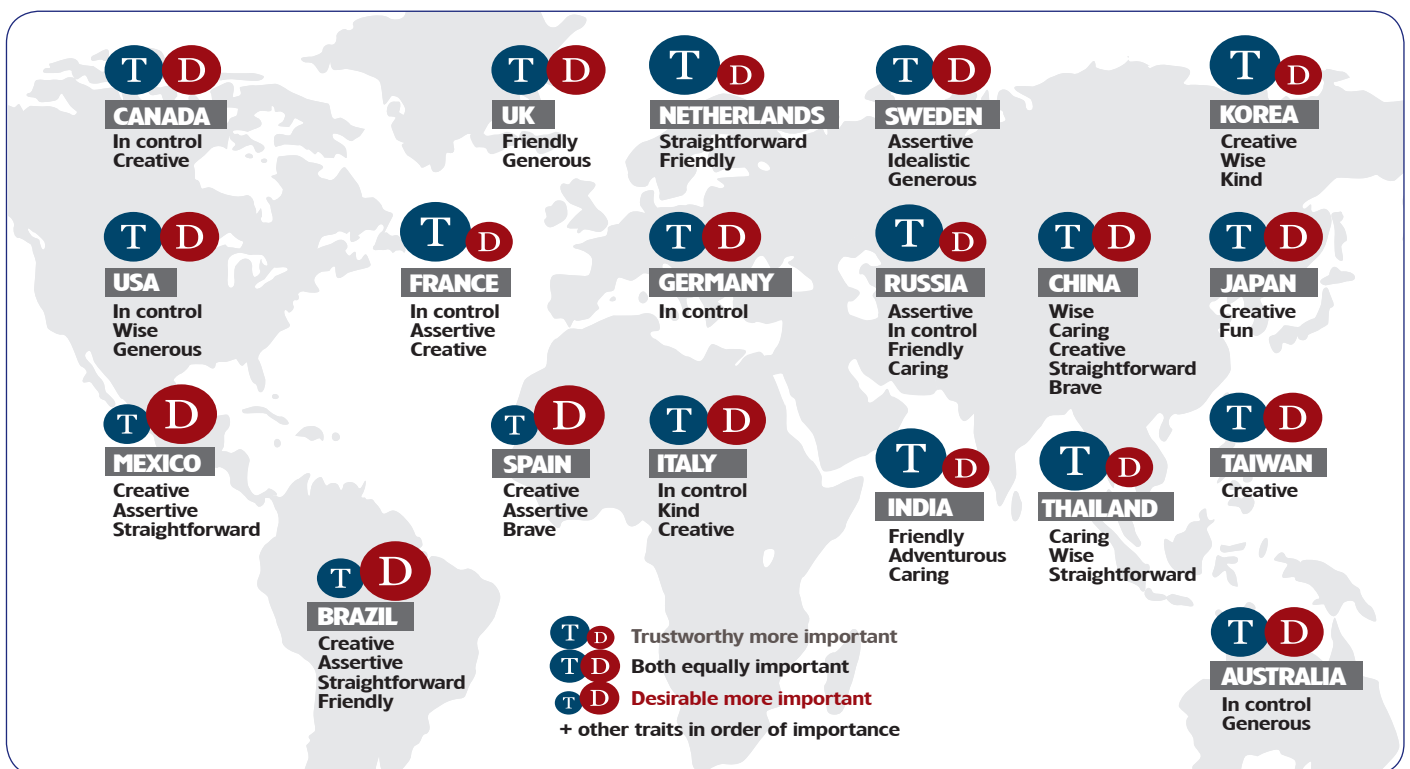 T D
CANADA
In control
Creative
T D
UK
Friendly
Generous
T D
NETHERLANDS
Straightforward
Friendly
T D
SWEDEN
Assertive
Idealistic
Generous
T D
KOREA
Creative
Wise
Kind
T D
USA
In control
Wise
Generous
T D
FRANCE
In control
Assertive
Creative
T D
GERMANY
In control
T D
RUSSIA
Assertive
In control
Friendly
Caring
T D
CHINA
Wise
Caring
Creative
Straightforward
Brave
T D
JAPAN
Creative
Fun
T D
MEXICO
Creative
Assertive
Straightforward
T D
SPAIN
Creative
Assertive
Brave
T D
ITALY
In control
Kind
Creative
T D
INDIA
Friendly
Adventurous
Caring
T D
THAILAND
Caring
Wise
Straightforward
T D
TAIWAN
Creative
T D
BRAZIL
Creative
Assertive
Straightforward
Friendly
T D Trustworthy more important
T D Both equally important
T D Desirable more important
+ other traits in order of importance
T D
AUSTRALIA
In control
Generous